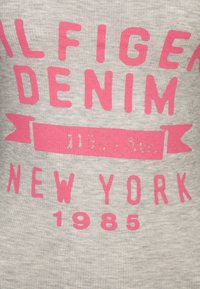 ILFIGER
DENIM
NEW YORK
1985